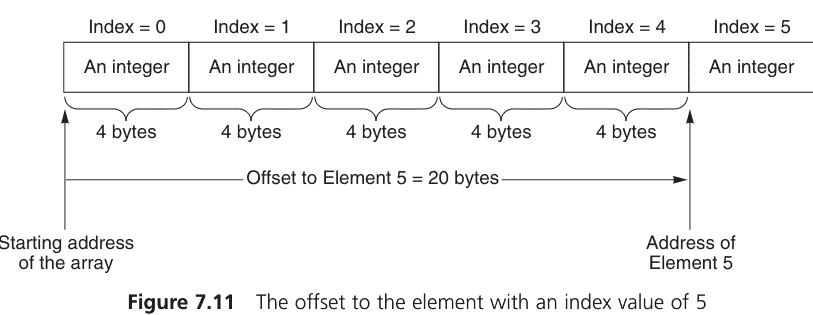 Index = 0 Index = 1 Index = 2 Index = 3 Index = 4 Index = 5
An integer An integer An integer An integer An integer An integer
4 bytes 4 bytes 4 bytes 4 bytes 4 bytes
Offset to Element 5 = 20 bytes
Starting address
of the array
Address of
Element 5
Figure 7.11 The offset to the element with an index value of 5